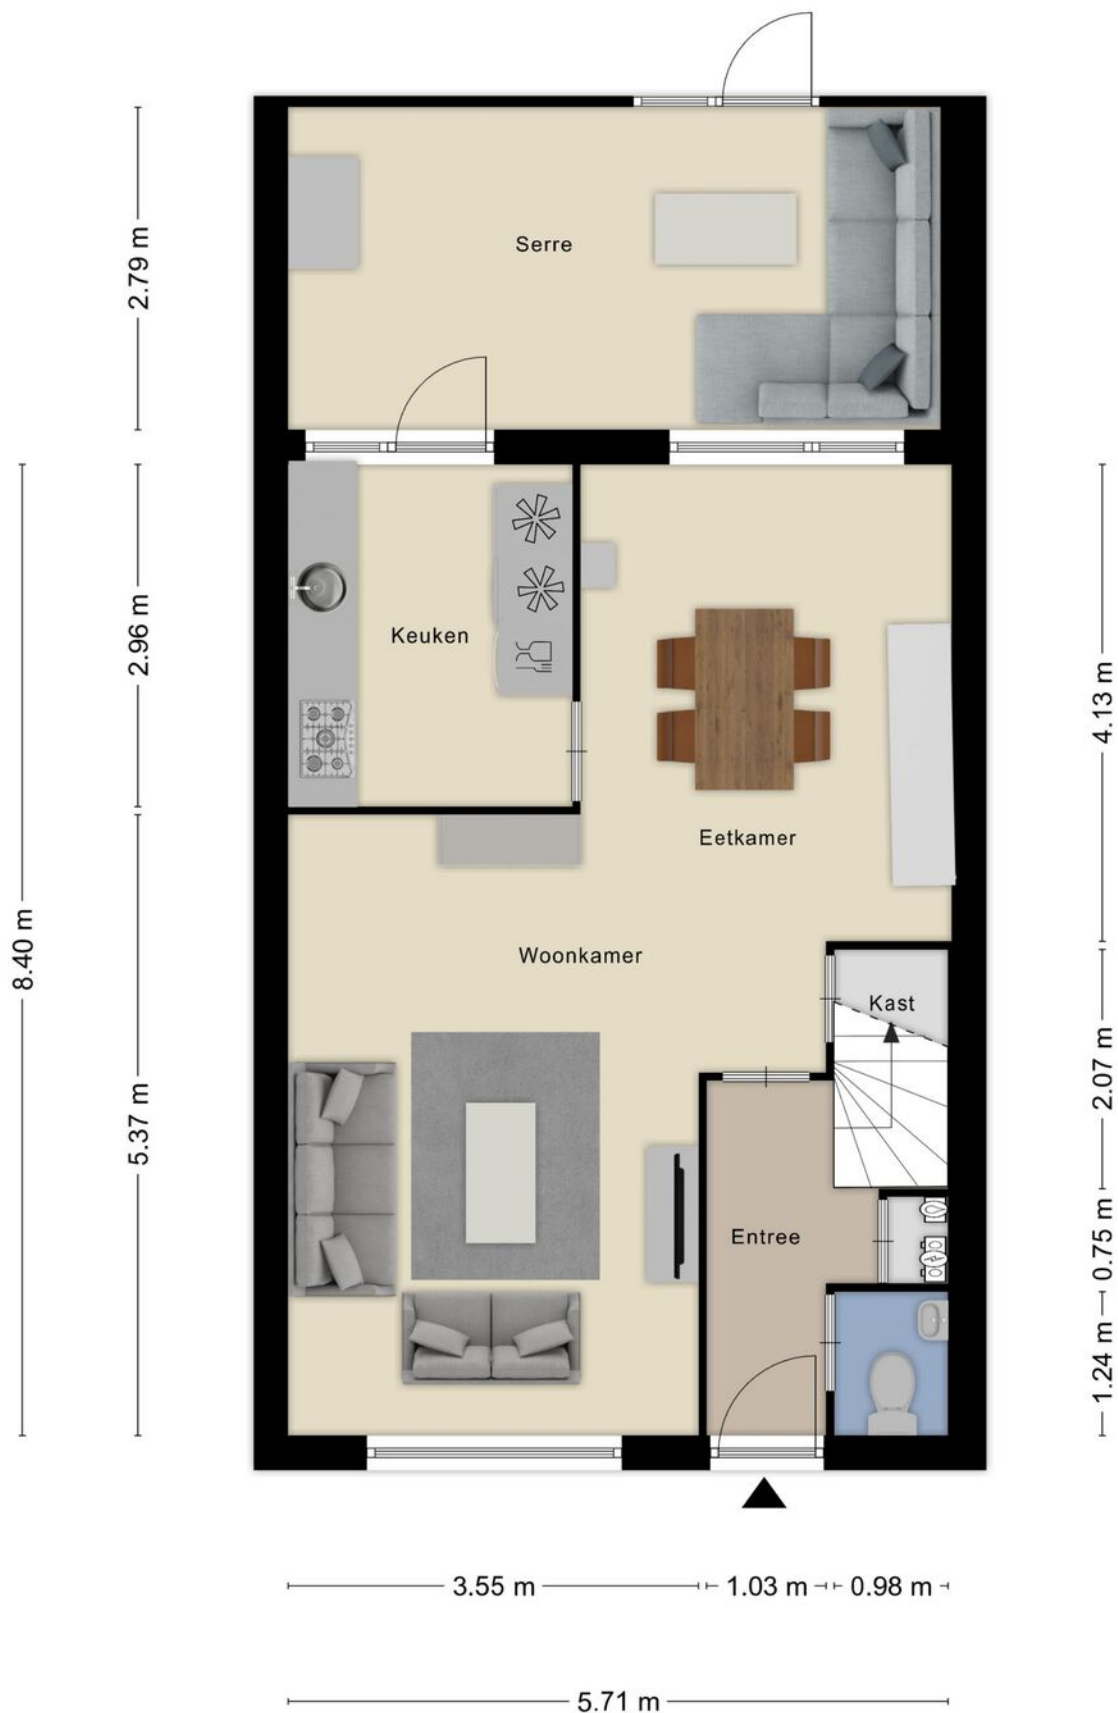 Serre
2.79 m
Keuken
2.96 m
4.13 m
Eetkamer
8.40 m
Woonkamer
Kast
5.37 m
2.07 m
Entree
0.75 m
1.24 m
3.55 m
1.03 m
0.98 m
5.71 m